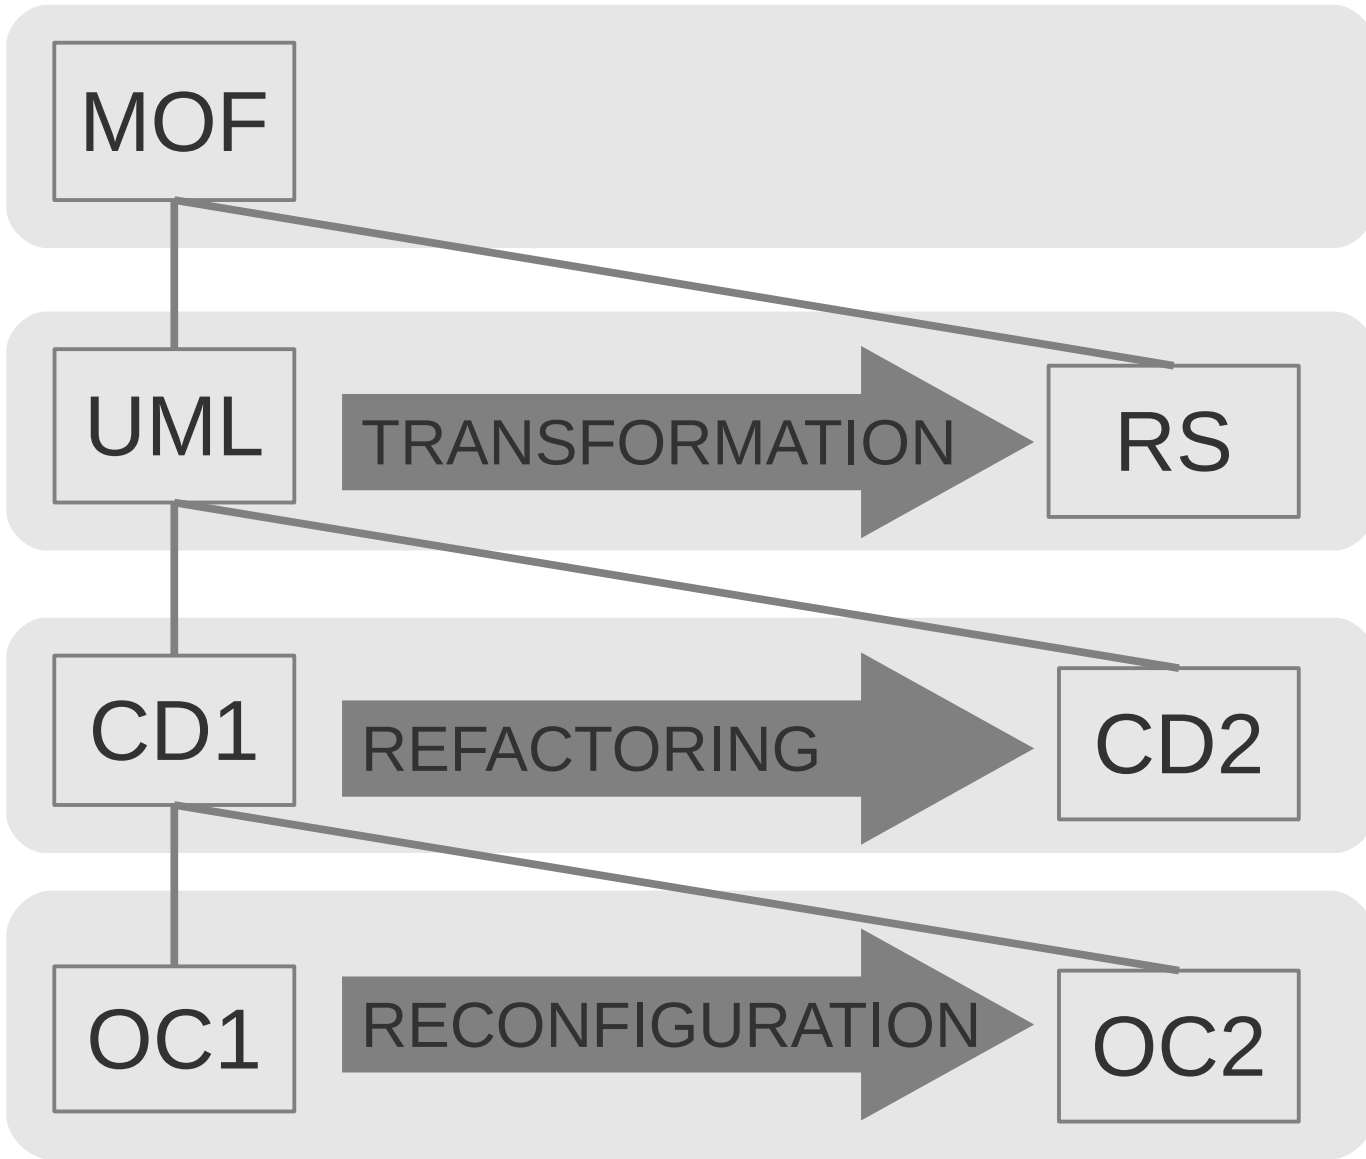 MOF
UML
TRANSFORMATION
RS
CD1
REFACTORING
CD2
OC1
RECONFIGURATION
OC2